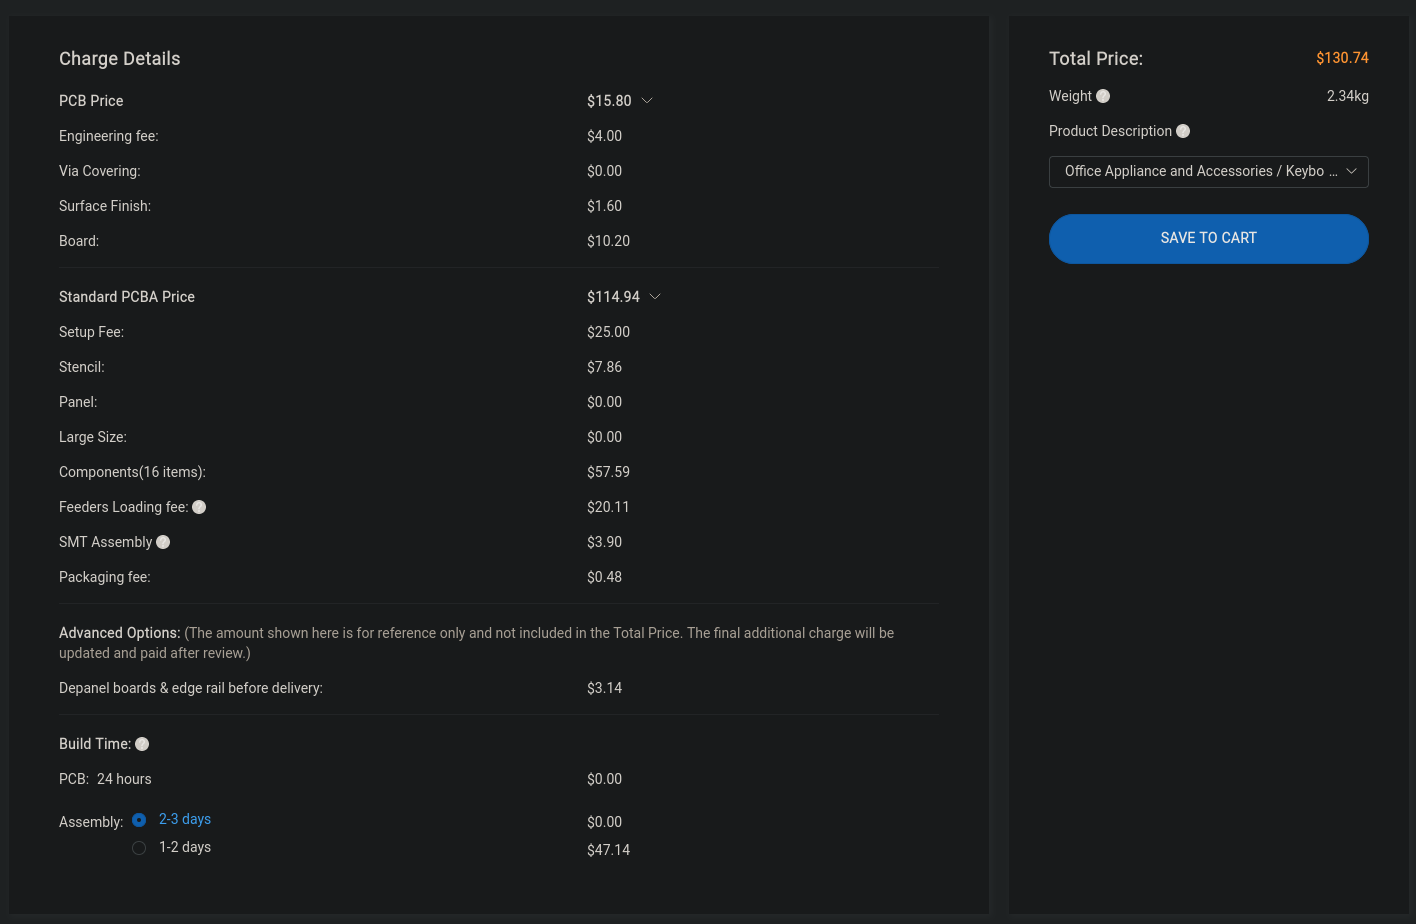 Charge Details
PCB Price $15.80
Engineering fee: $4.00
Via Covering: $0.00
Surface Finish: $1.60
Board: $10.20
Standard PCBA Price $114.94
Setup Fee: $25.00
Stencil: $7.86
Panel: $0.00
Large Size: $0.00
Components(16 items): $57.59
Feeders Loading fee: ? $20.11
SMT Assembly ? $3.90
Packaging fee: $0.48
Advanced Options: (The amount shown here is for reference only and not included in the Total Price. The final additional charge will be
updated and paid after review.)
Depanel boards & edge rail before delivery: $3.14
Build Time: ?
PCB: 24 hours $0.00
Assembly: 2-3 days $0.00
1-2 days $47.14
Total Price: $130.74
Weight ? 2.34kg
Product Description ?
Office Appliance and Accessories / Keybo ...
SAVE TO CART